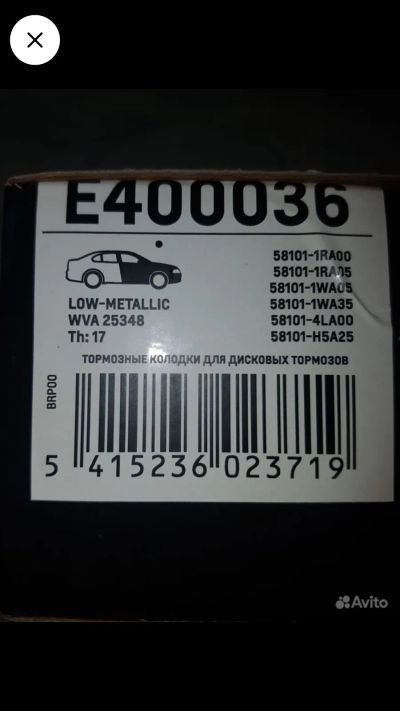 E400036
58101-1RA00
58101-1RA05
58101-1WA05
LOW-METALLIC 58101-1WA35
WVA 25348 58101-4LA00
Th: 17 58101-H5A25
ТОРМОЗНЫЕ КОЛОДКИ ДЛЯ ДИСКОВЫХ ТОРМОЗОВ
BRP00
5 415236 023719
Avito